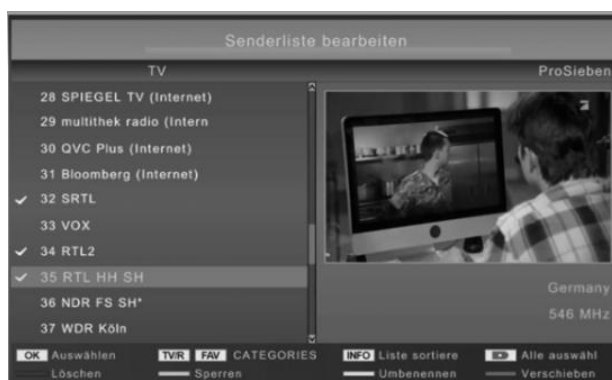 Senderliste bearbeiten
TV
ProSieben
28 SPIEGEL TV (Internet)
29 multithek radio (Intern
30 QVC Plus (Internet)
31 Bloomberg (Internet)
32 SRTL
33 VOX
34 RTL2
35 RTL HH SH
36 NDR FS SH*
37 WDR Köln
Germany
546 MHz
OK Auswählen TV/R FAV CATEGORIES INFO Liste sortiere Alle auswähl
Löschen Sperren Umbenennen Verschieben